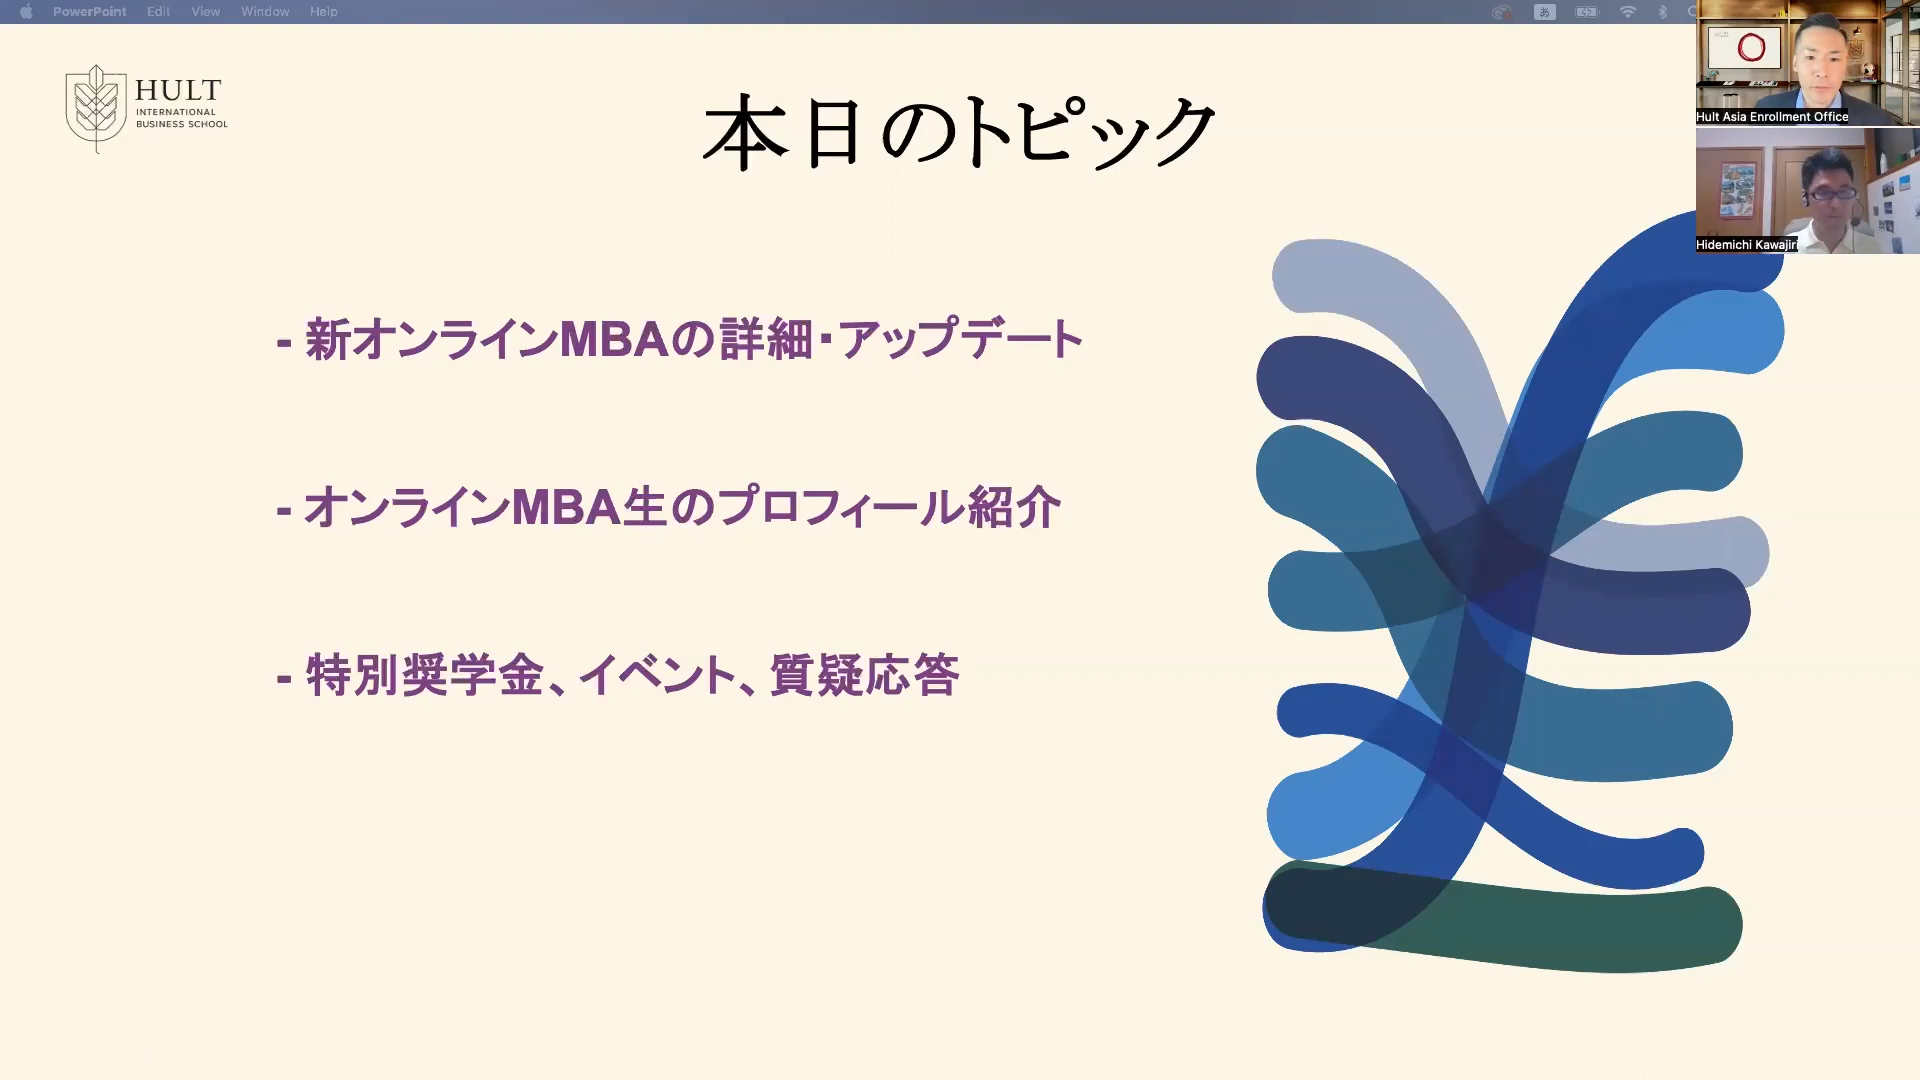 PowerPoint Edit View Window Help
あ
HULT
INTERNATIONAL
BUSINESS SCHOOL
本日のトピック
Hult Asia Enrollment Office
Hidemichi Kawajiri
- 新オンラインMBAの詳細・アップデート
- オンラインMBA生のプロフィール紹介
- 特別奨学金、イベント、質疑応答